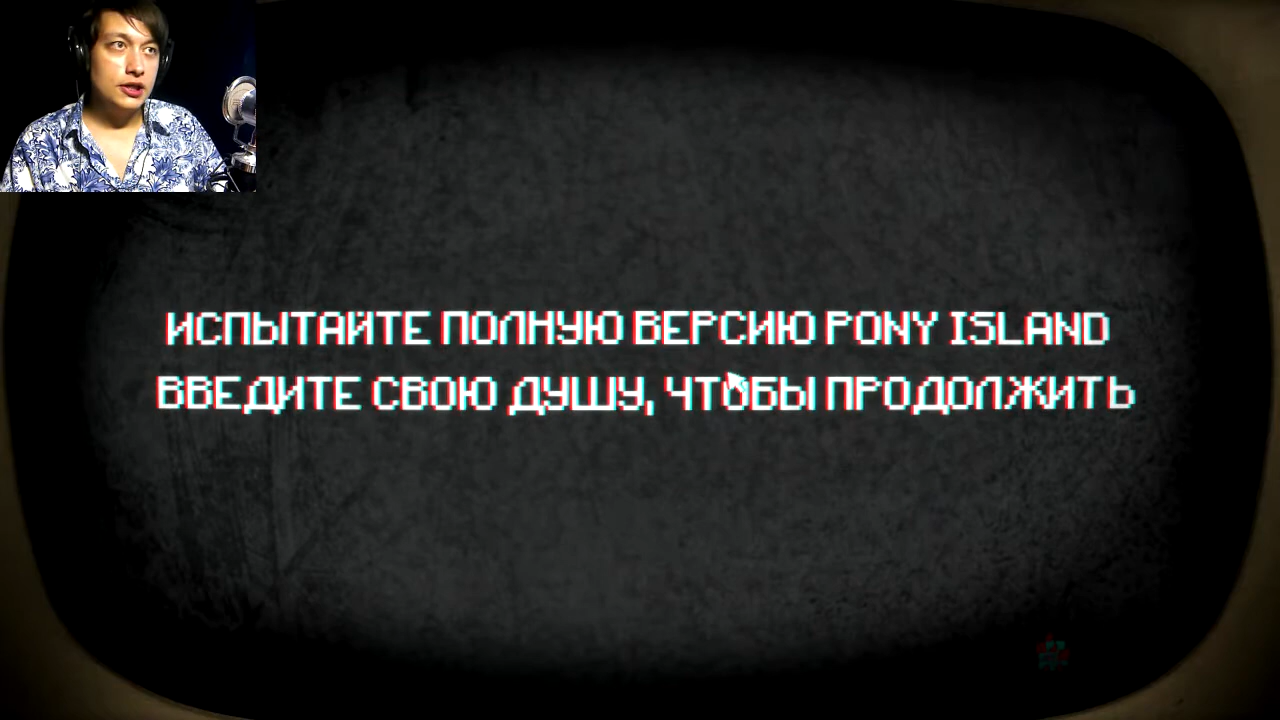 ИСПЫТАЙТЕ ПОЛНУЮ ВЕРСИЮ PONY ISLAND
ВВЕДИТЕ СВОЮ ДУШУ, ЧТОБЫ ПРОДОЛЖИТЬ